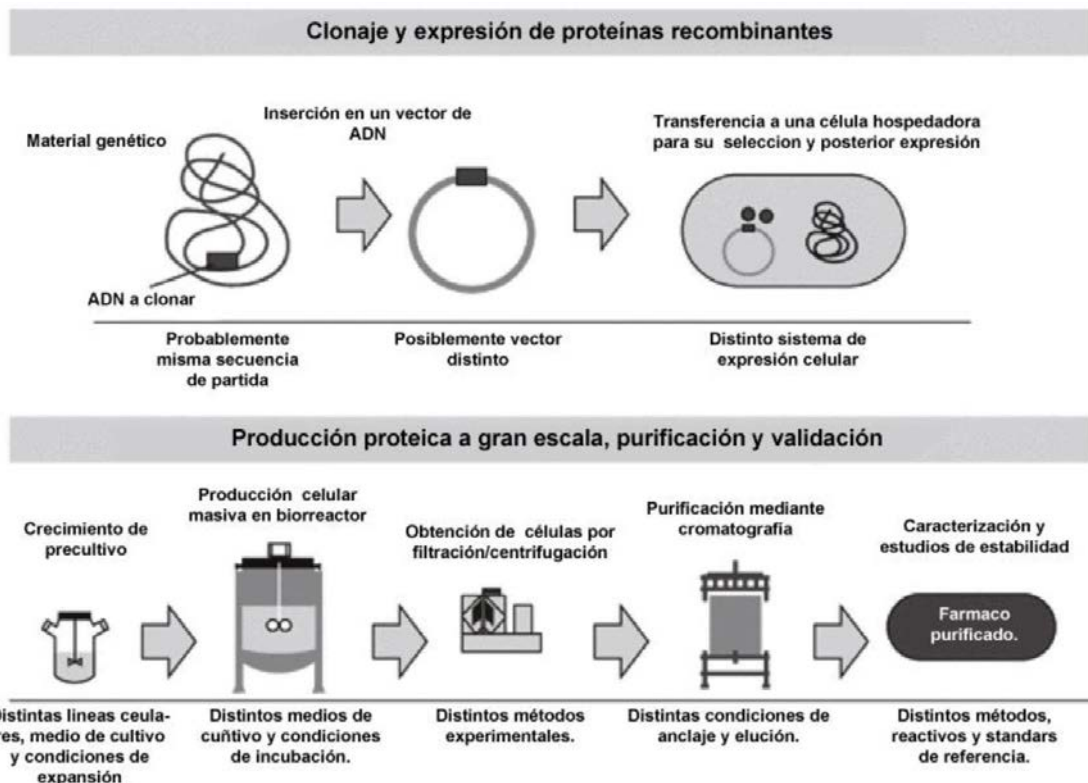 Clonaje y expresión de proteínas recombinantes
Material genético
Inserción en un vector de
ADN
Transferencia a una célula hospedadora
para su seleccion y posterior expresión
ADN a clonar
Probablemente
misma secuencia
de partida
Posiblemente vector
distinto
Distinto sistema de
expresión celular
Producción proteica a gran escala, purificación y validación
Crecimiento de
precultivo
Producción celular
masiva en biorreactor
Obtención de células por
filtración/centrifugación
Purificación mediante
cromatografía
Caracterización y
estudios de estabilidad
Farmaco
purificado.
istintas lineas ceula-
res, medio de cultivo
y condiciones de
expansión
Distintos medios de
cuñtivo y condiciones
de incubación.
Distintos métodos
experimentales.
Distintas condiciones de
anclaje y elución.
Distintos métodos,
reactivos y standars
de referencia.